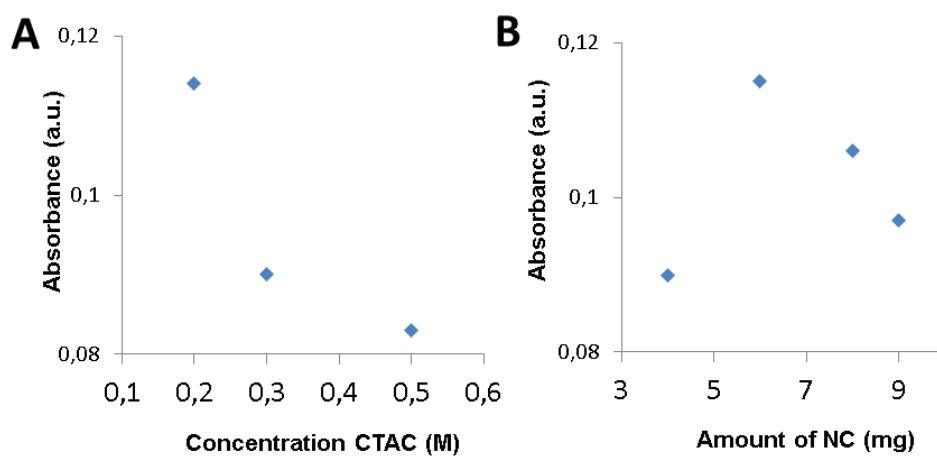 A
0,12
0,1
0,08
Absorbance (a.u.)
0,1 0,2 0,3 0,4 0,5 0,6
Concentration CTAC (M)
B
0,12
0,1
0,08
Absorbance (a.u.)
3 5 7 9
Amount of NC (mg)